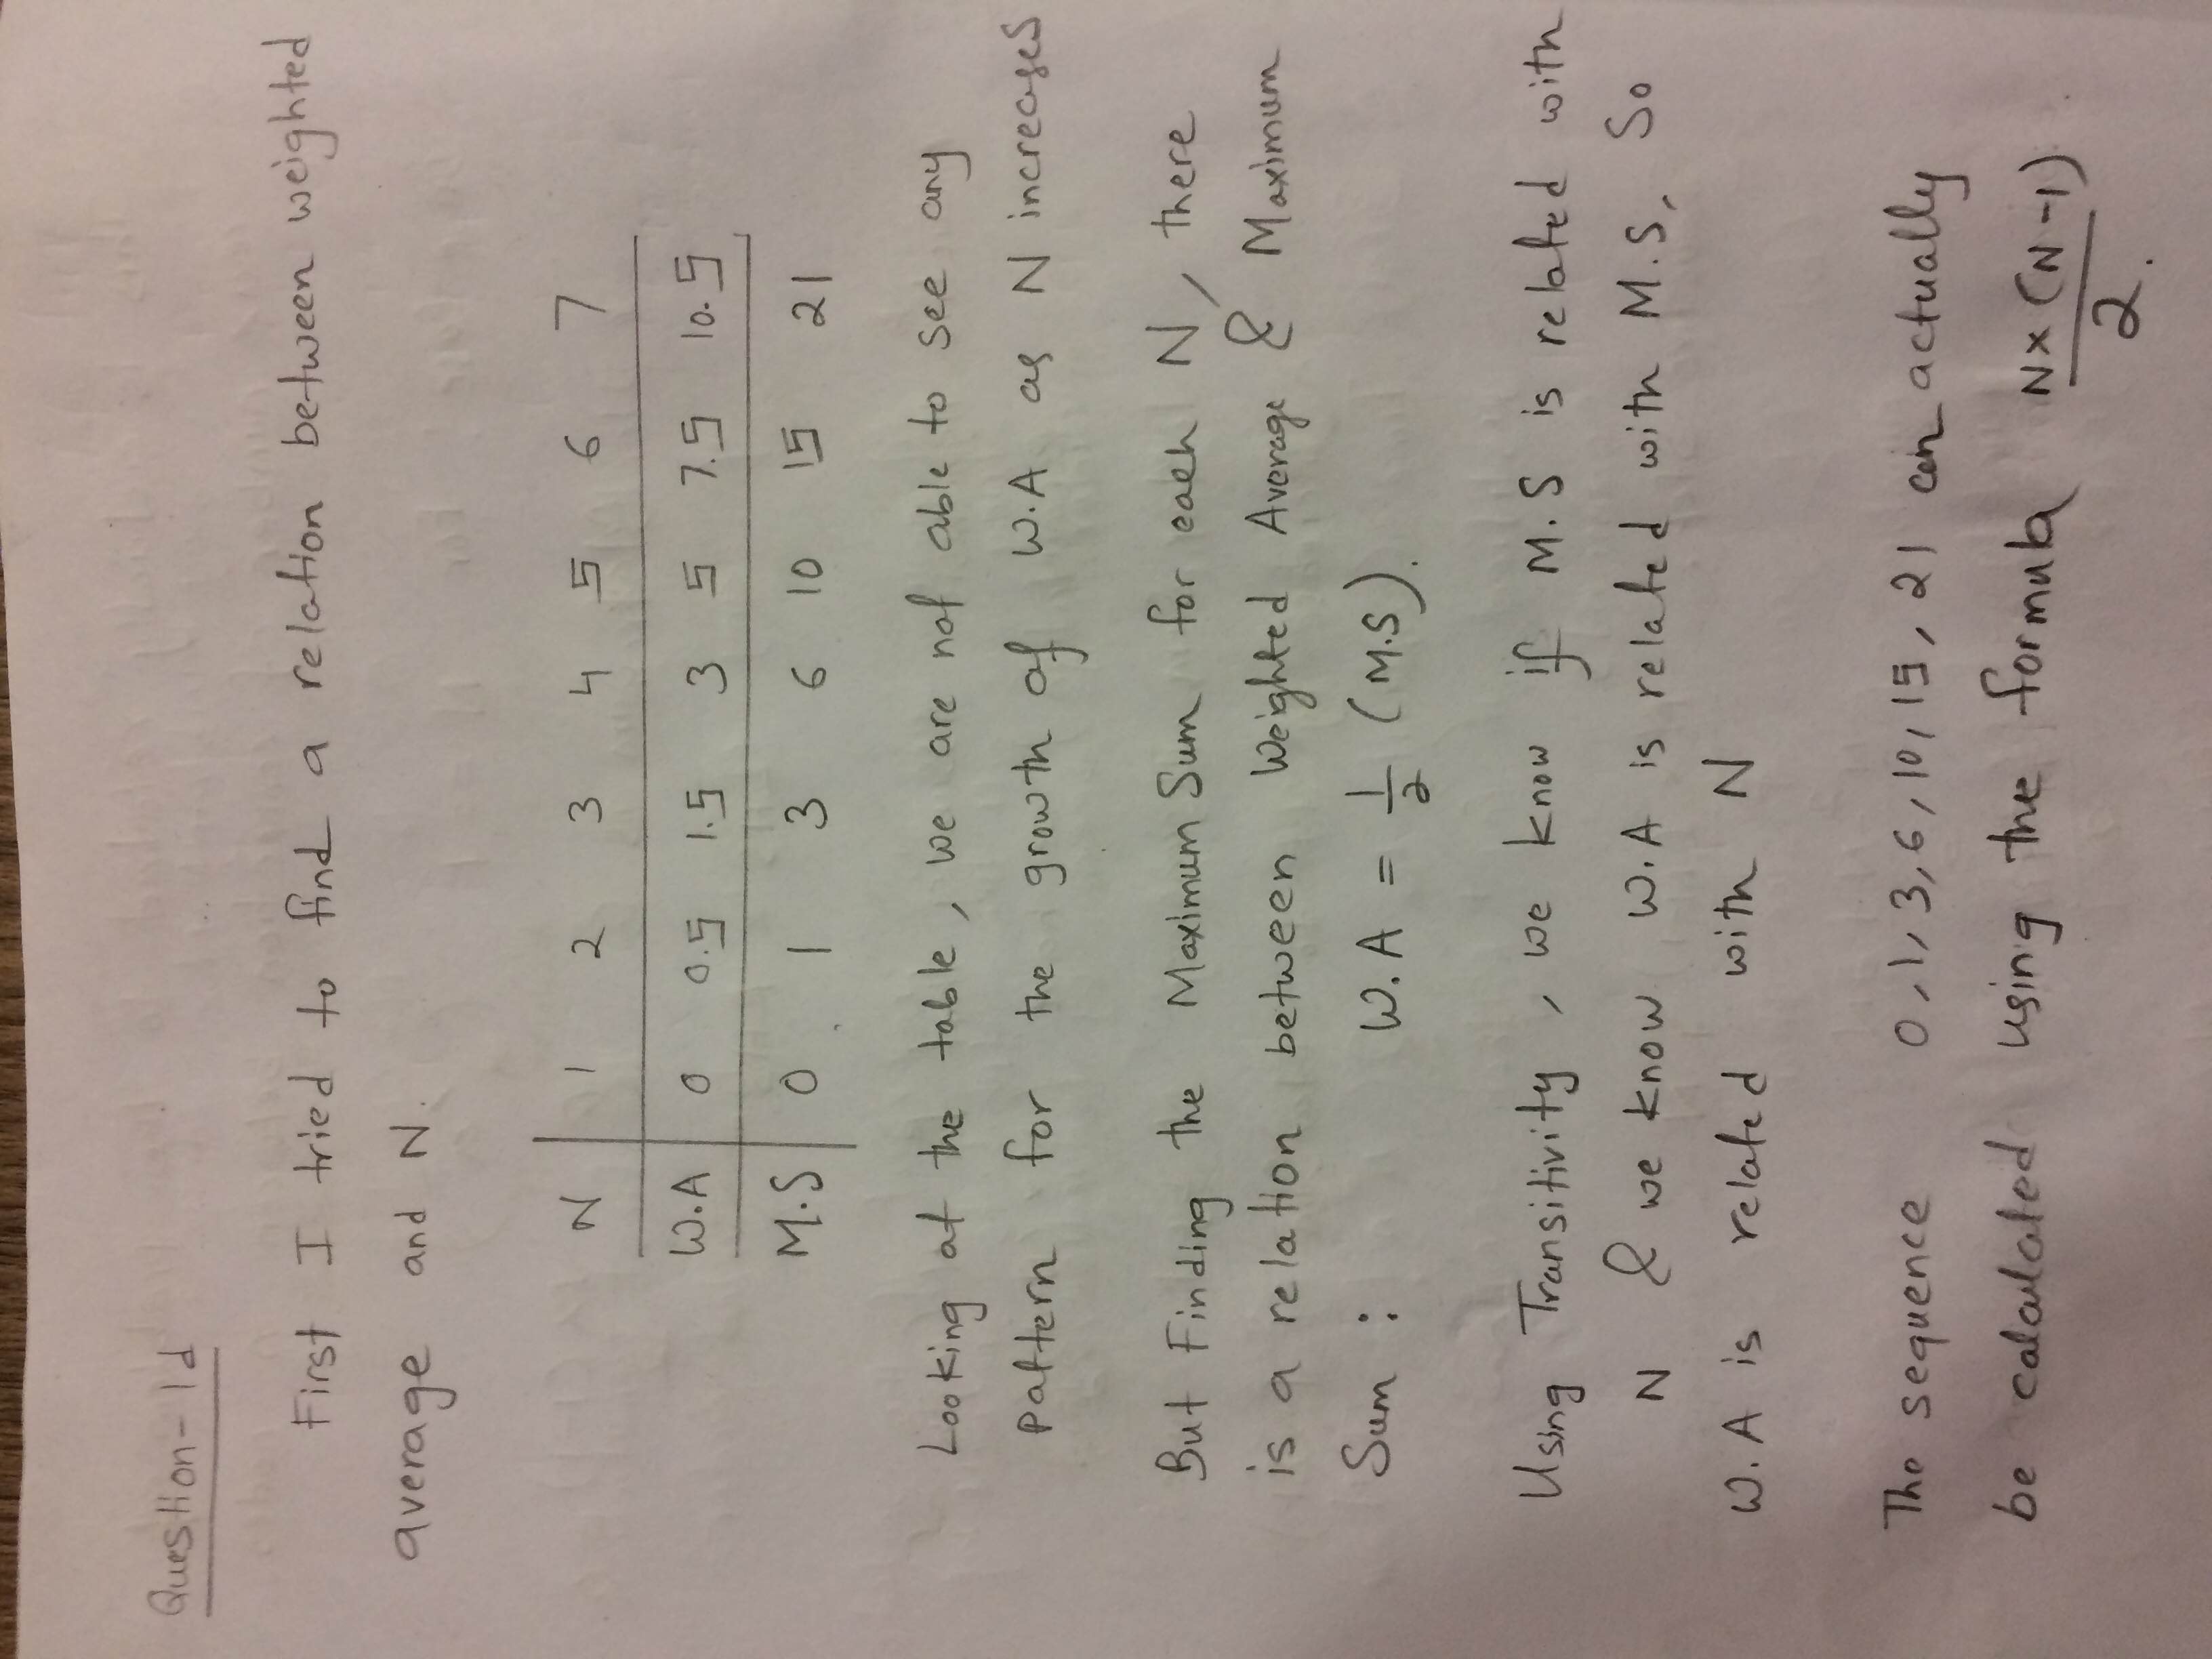 Question-1d
First I tried to find a relation between weighted
average and N.
N 1 2 3 4 5 6 7
W.A 0 0.5 1.5 3 5 7.5 10.5
M.S 0 1 3 6 10 15 21
Looking at the table, we are not able to see any
pattern for the growth of W.A as N increases
But Finding the Maximum Sum for each N, there
is a relation between Weighted Average & Maximum
Sum : W.A = 1/2 (M.S).
Using Transitivity, we know if M.S is related with
N & we know W.A is related with M.S, So
W.A is related with N
The sequence 0,1,3,6,10,15,21 can actually
be calculated using the formula N×(N-1)/2.